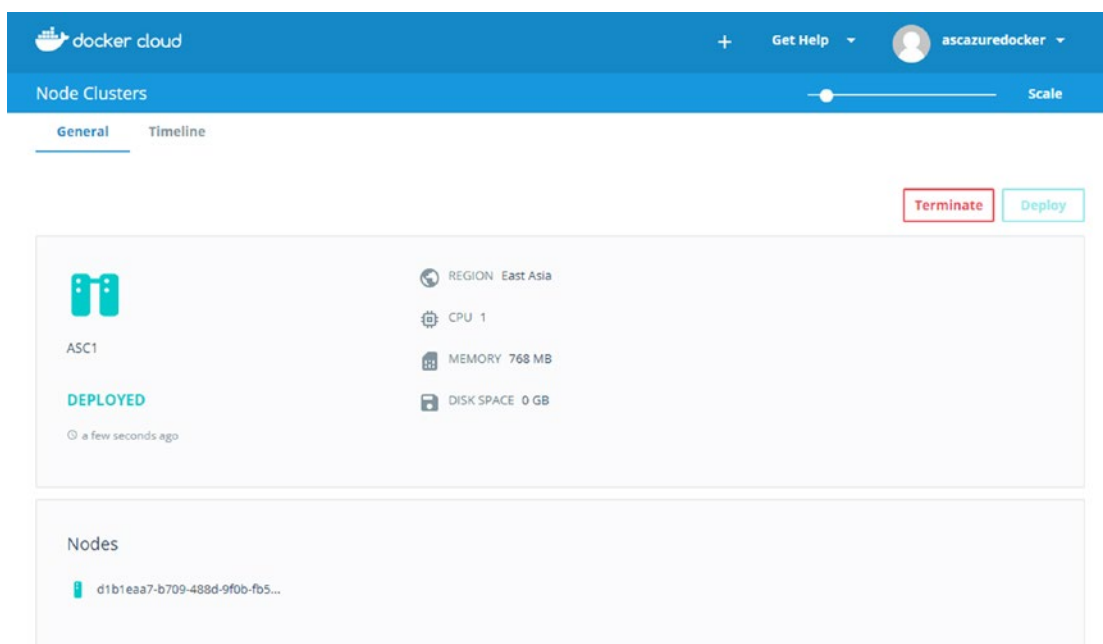 docker cloud
+ Get Help ascazuredocker
Node Clusters Scale
General Timeline
Terminate Deploy
REGION East Asia
CPU 1
ASC1
MEMORY 768 MB
DEPLOYED
DISK SPACE 0 GB
a few seconds ago
Nodes
d1b1eaa7-b709-488d-9f0b-fb5...